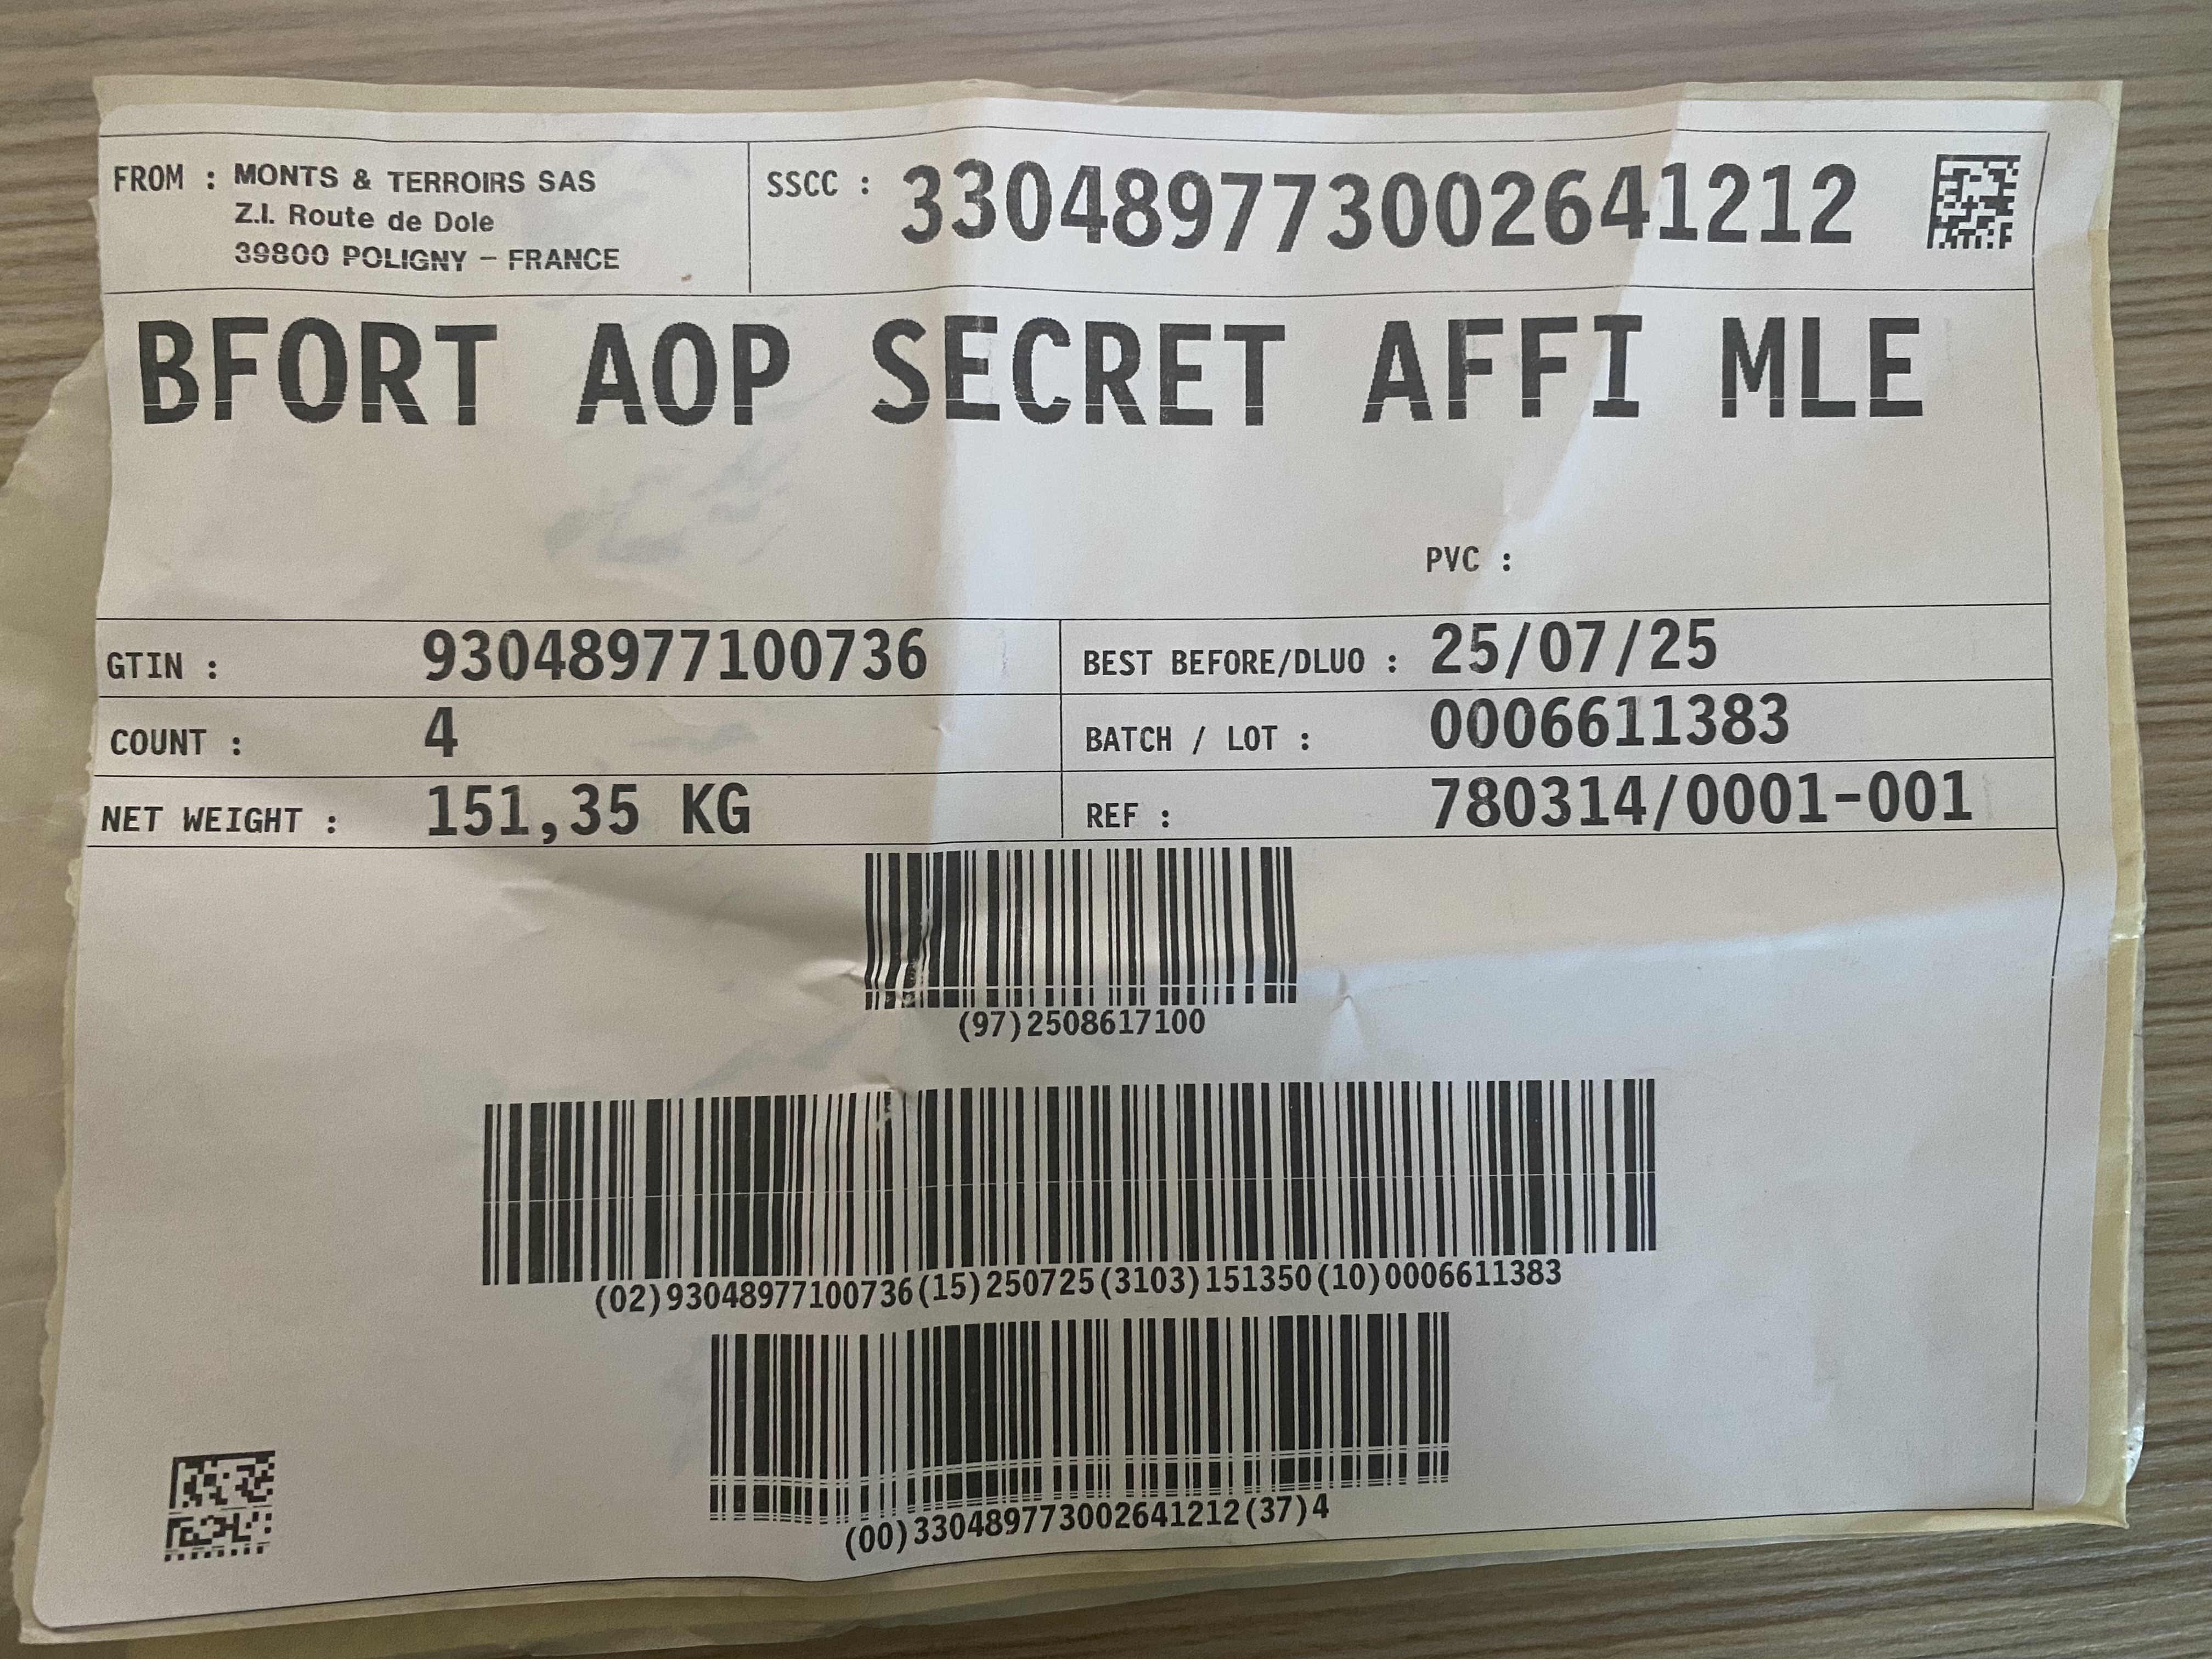 FROM : MONTS & TERROIRS SAS
Z.I. Route de Dole
39800 POLIGNY – FRANCE
SSCC : 330489773002641212
BFORT AOP SECRET AFFI MLE
PVC :
GTIN : 93048977100736
BEST BEFORE/DLUO : 25/07/25
COUNT : 4
BATCH / LOT : 0006611383
NET WEIGHT : 151,35 KG
REF : 780314/0001-001
(97)2508617100
(02)93048977100736(15)250725(3103)151350(10)0006611383
(00)330489773002641212(37)4